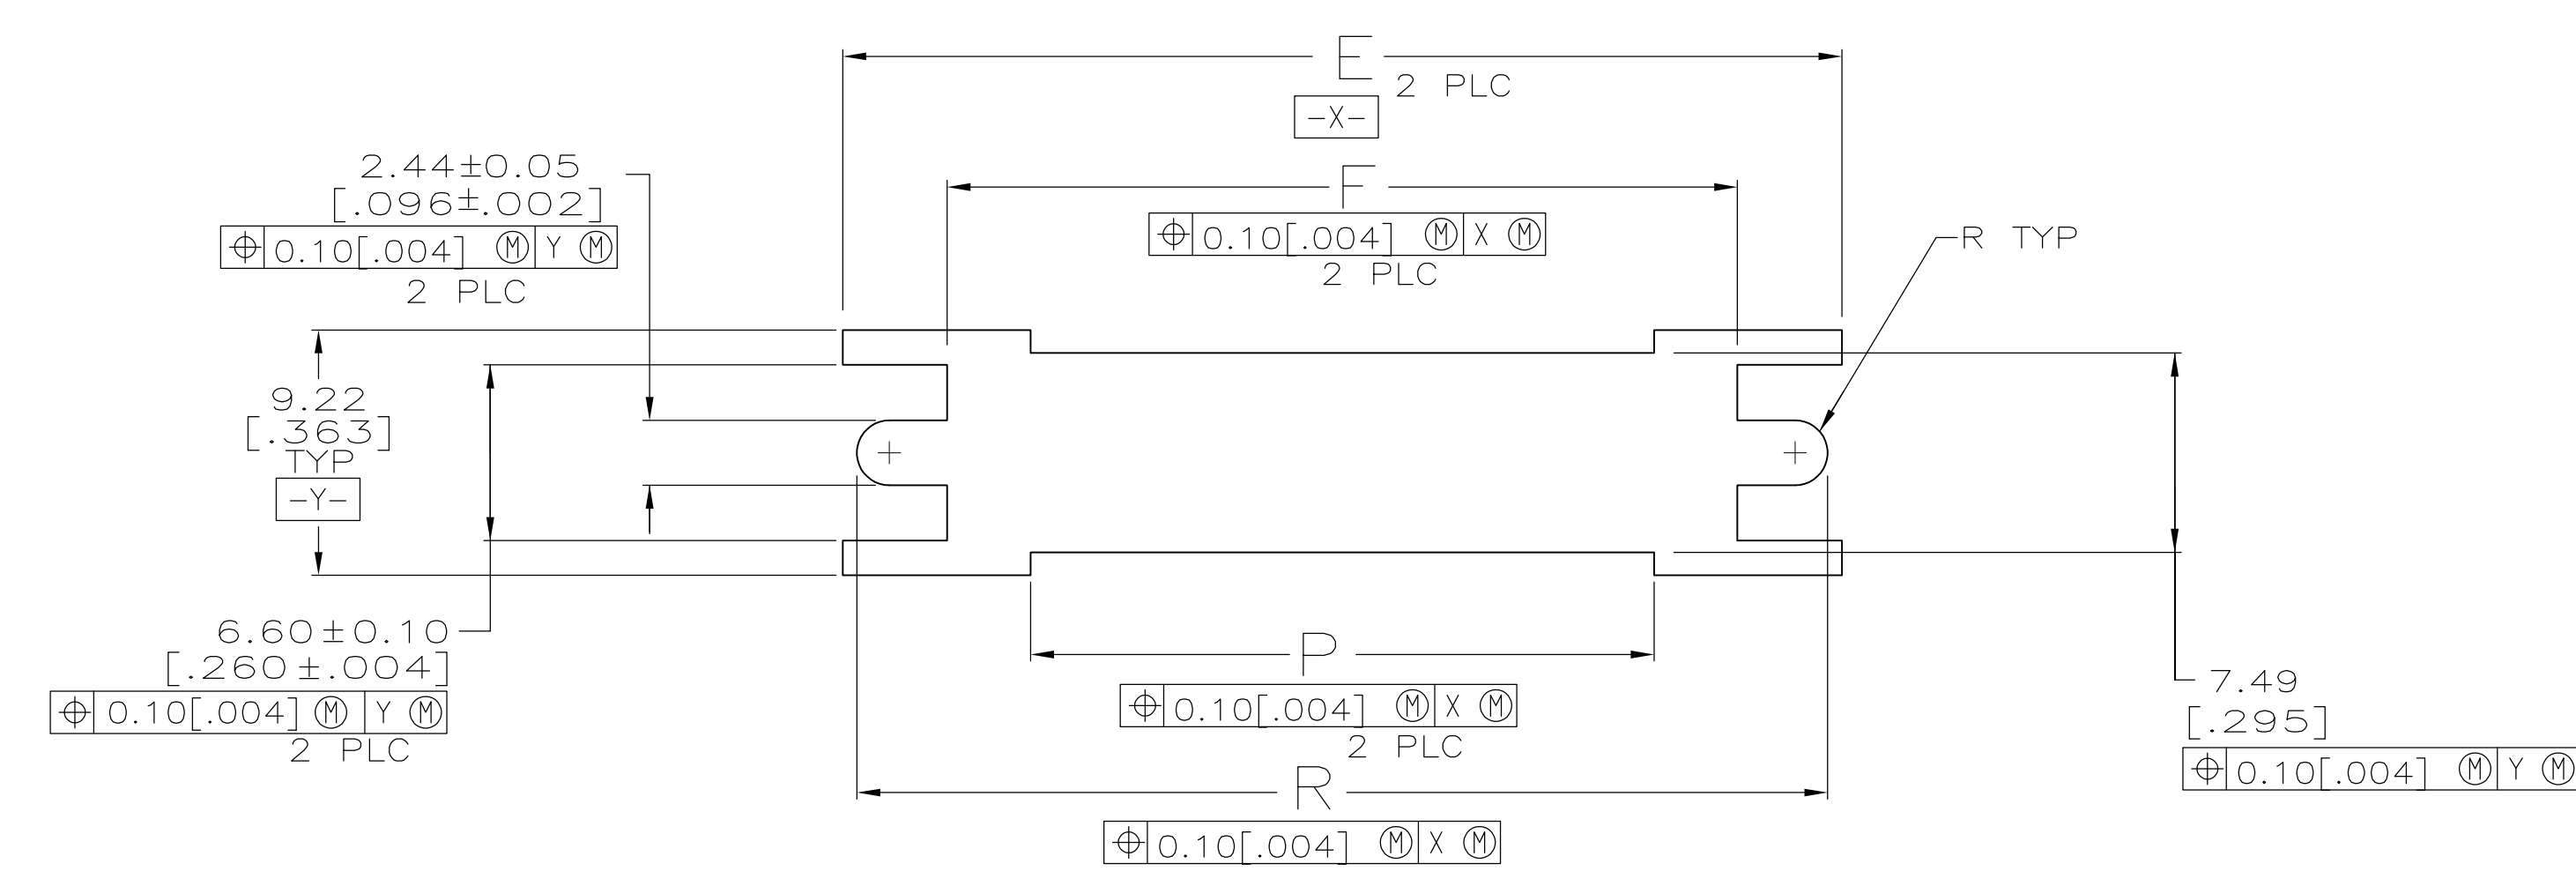 E
2 PLC
-X-
2.44±0.05
[.096±.002]
⌖ 0.10[.004] Ⓜ Y Ⓜ
2 PLC
F
⌖ 0.10[.004] Ⓜ X Ⓜ
2 PLC
R TYP
9.22
[.363]
TYP
-Y-
6.60±0.10
[.260±.004]
⌖ 0.10[.004] Ⓜ Y Ⓜ
2 PLC
P
⌖ 0.10[.004] Ⓜ X Ⓜ
2 PLC
R
⌖ 0.10[.004] Ⓜ X Ⓜ
7.49
[.295]
⌖ 0.10[.004] Ⓜ Y Ⓜ